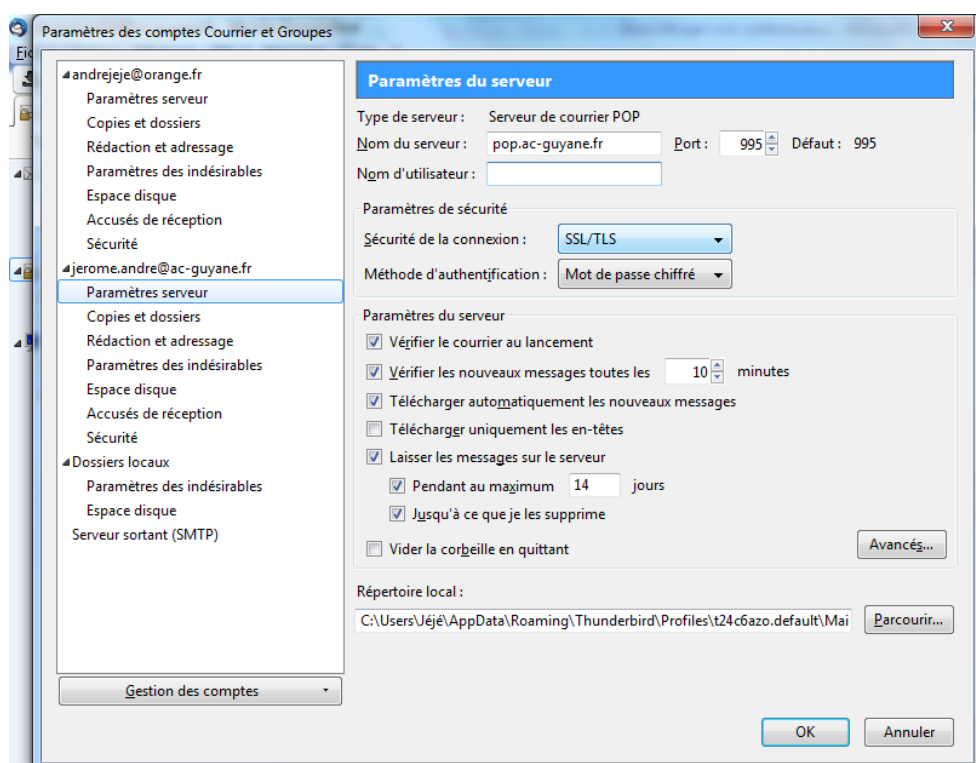 Paramètres des comptes Courrier et Groupes
andrejeje@orange.fr
Paramètres serveur
Copies et dossiers
Rédaction et adressage
Paramètres des indésirables
Espace disque
Accusés de réception
Sécurité
jerome.andre@ac-guyane.fr
Paramètres serveur
Copies et dossiers
Rédaction et adressage
Paramètres des indésirables
Espace disque
Accusés de réception
Sécurité
Dossiers locaux
Paramètres des indésirables
Espace disque
Serveur sortant (SMTP)
Gestion des comptes
Paramètres du serveur
Type de serveur : Serveur de courrier POP
Nom du serveur : pop.ac-guyane.fr Port : 995 Défaut : 995
Nom d'utilisateur :
Paramètres de sécurité
Sécurité de la connexion : SSL/TLS
Méthode d'authentification : Mot de passe chiffré
Paramètres du serveur
Vérifier le courrier au lancement
Vérifier les nouveaux messages toutes les 10 minutes
Télécharger automatiquement les nouveaux messages
Télécharger uniquement les en-têtes
Laisser les messages sur le serveur
Pendant au maximum 14 jours
Jusqu'à ce que je les supprime
Vider la corbeille en quittant Avancés...
Répertoire local :
C:\Users\Jéjé\AppData\Roaming\Thunderbird\Profiles\t24c6azo.default\Mai Parcourir...
OK Annuler